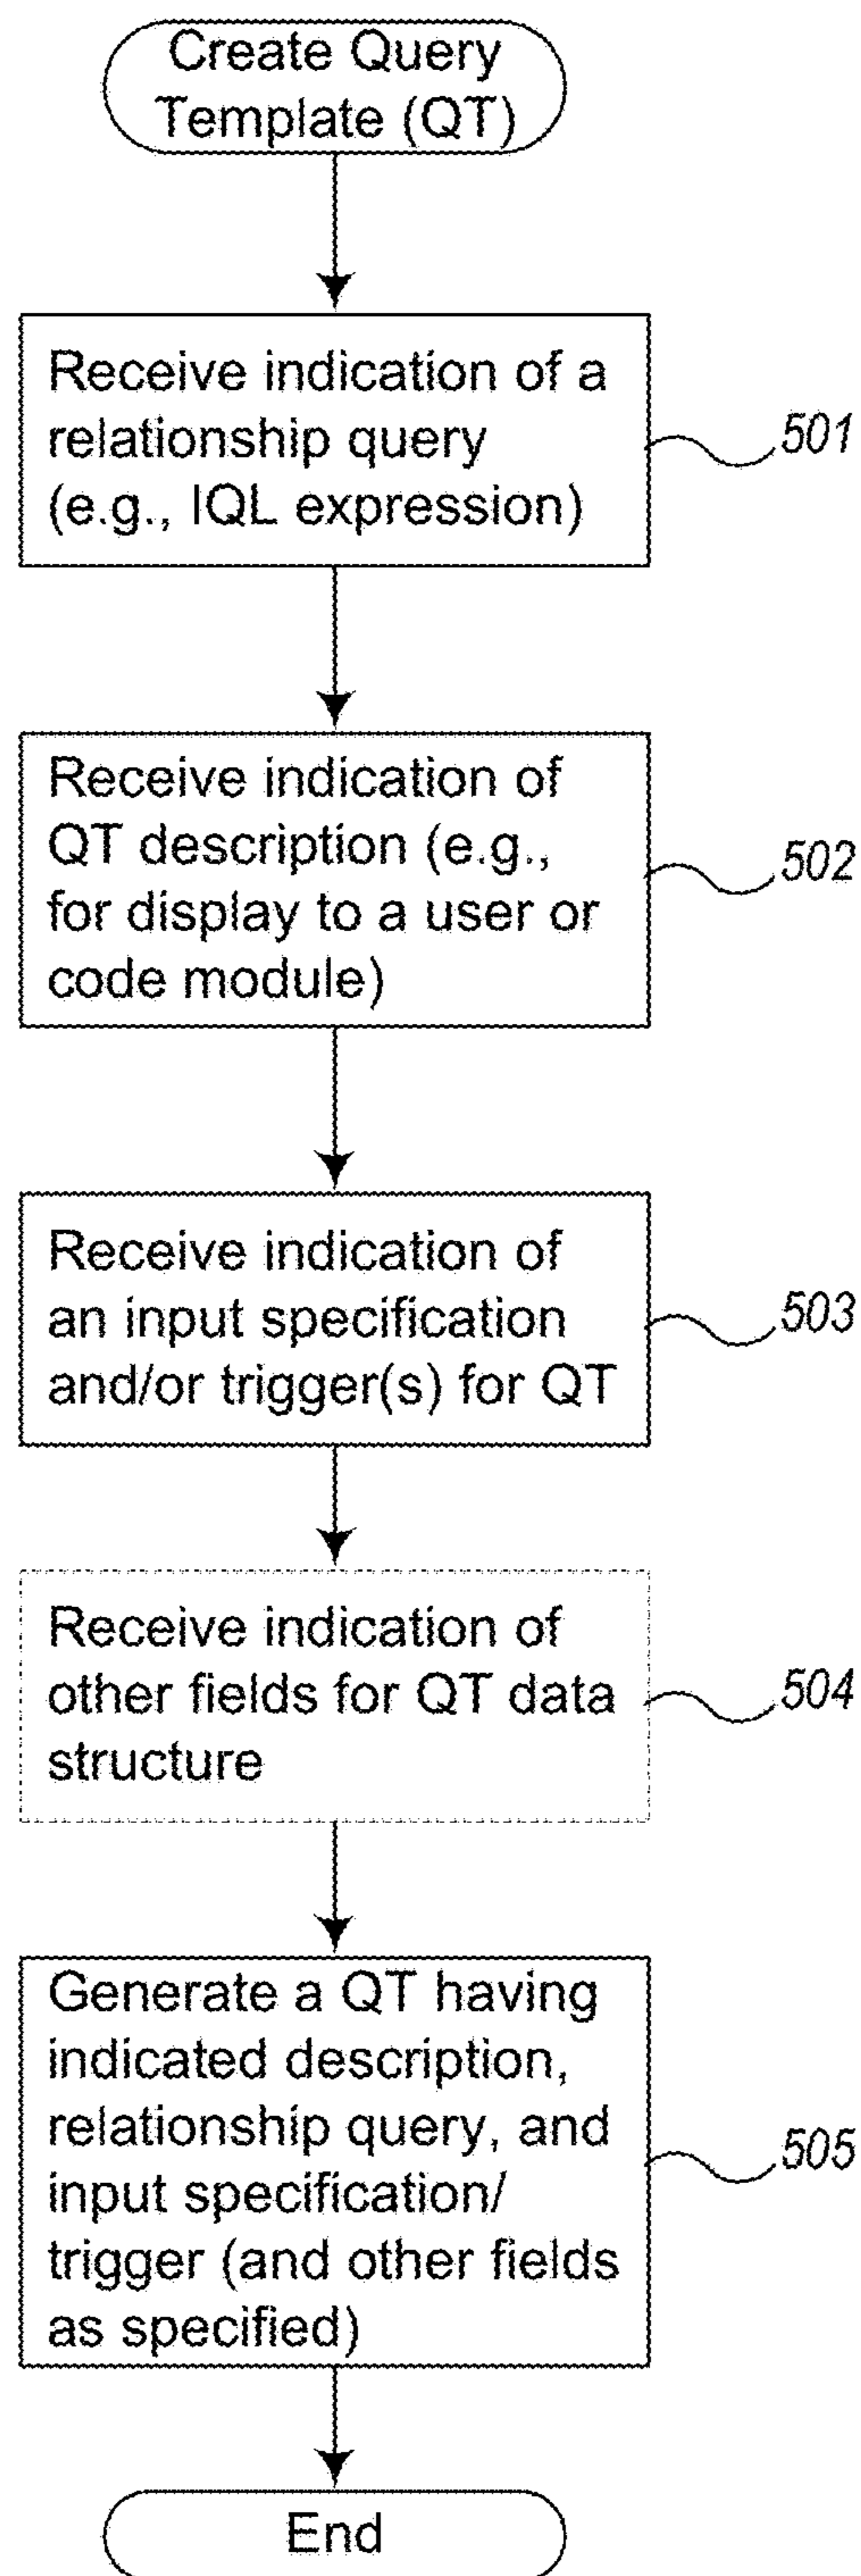 Create Query
Template (QT)
Receive indication of a
relationship query
(e.g., IQL expression)
501
Receive indication of
QT description (e.g.,
for display to a user or
code module)
502
Receive indication of
an input specification
and/or trigger(s) for QT
503
Receive indication of
other fields for QT data
structure
504
Generate a QT having
indicated description,
relationship query, and
input specification/
trigger (and other fields
as specified)
505
End